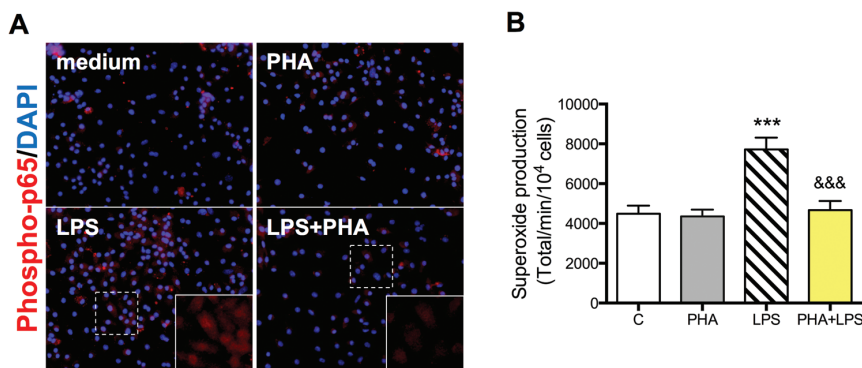 A
Phospho-p65/DAPI
medium
PHA
LPS
LPS+PHA
B
Superoxide production
(Total/min/10⁴ cells)
10000
8000
6000
4000
2000
0
***
&&&
C PHA LPS PHA+LPS